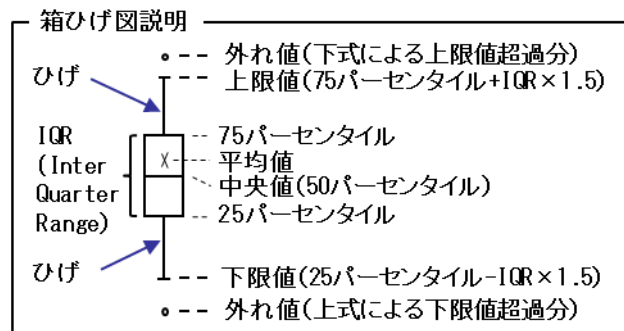 箱ひげ図説明
外れ値(下式による上限値超過分)
ひげ
上限値(75パーセンタイル+IQR×1.5)
IQR
(Inter
Quarter
Range)
75パーセンタイル
X
平均値
中央値(50パーセンタイル)
25パーセンタイル
ひげ
下限値(25パーセンタイル-IQR×1.5)
外れ値(上式による下限値超過分)